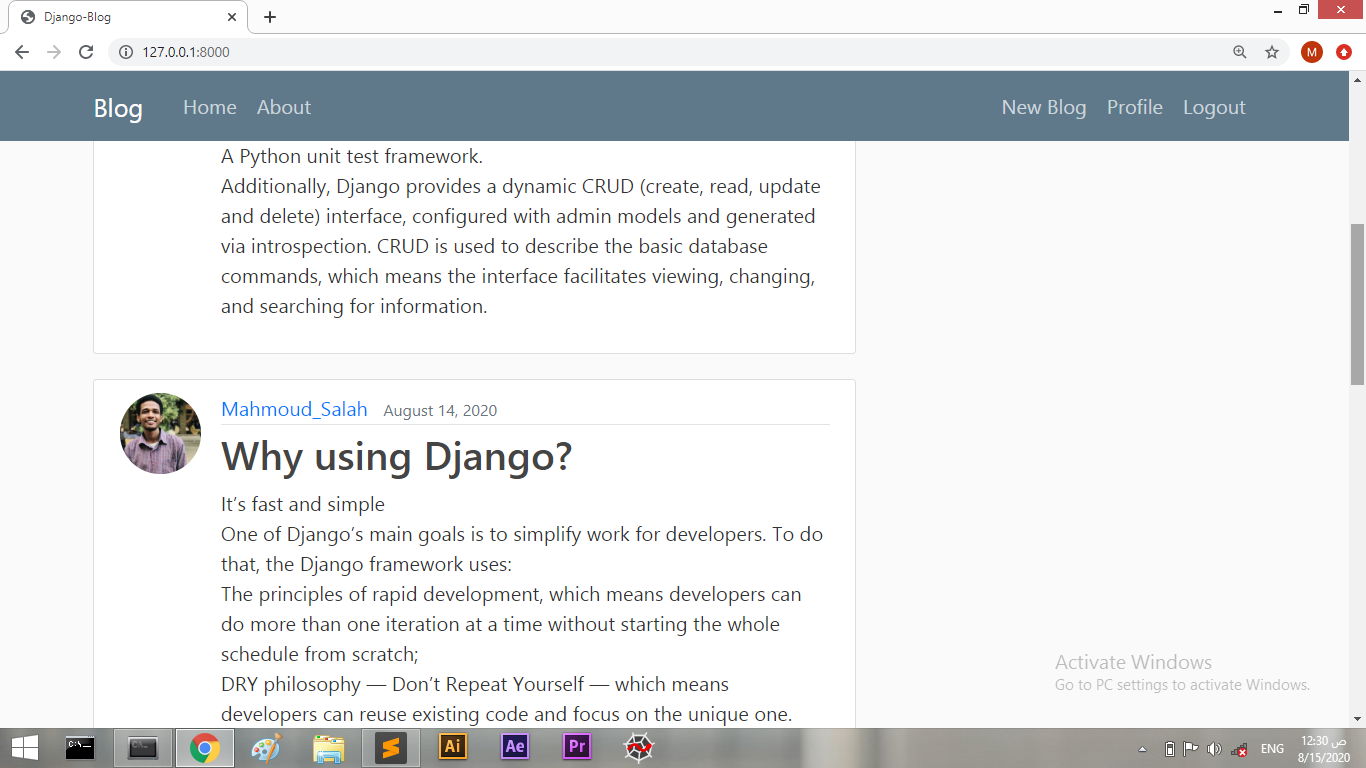 Django-Blog
127.0.0.1:8000
M
Blog Home About New Blog Profile Logout
A Python unit test framework.
Additionally, Django provides a dynamic CRUD (create, read, update
and delete) interface, configured with admin models and generated
via introspection. CRUD is used to describe the basic database
commands, which means the interface facilitates viewing, changing,
and searching for information.
Mahmoud_Salah August 14, 2020
Why using Django?
It’s fast and simple
One of Django’s main goals is to simplify work for developers. To do
that, the Django framework uses:
The principles of rapid development, which means developers can
do more than one iteration at a time without starting the whole
schedule from scratch;
DRY philosophy — Don’t Repeat Yourself — which means
developers can reuse existing code and focus on the unique one.
Activate Windows
Go to PC settings to activate Windows.
Ai Ae Pr
ENG
12:30 ص
8/15/2020